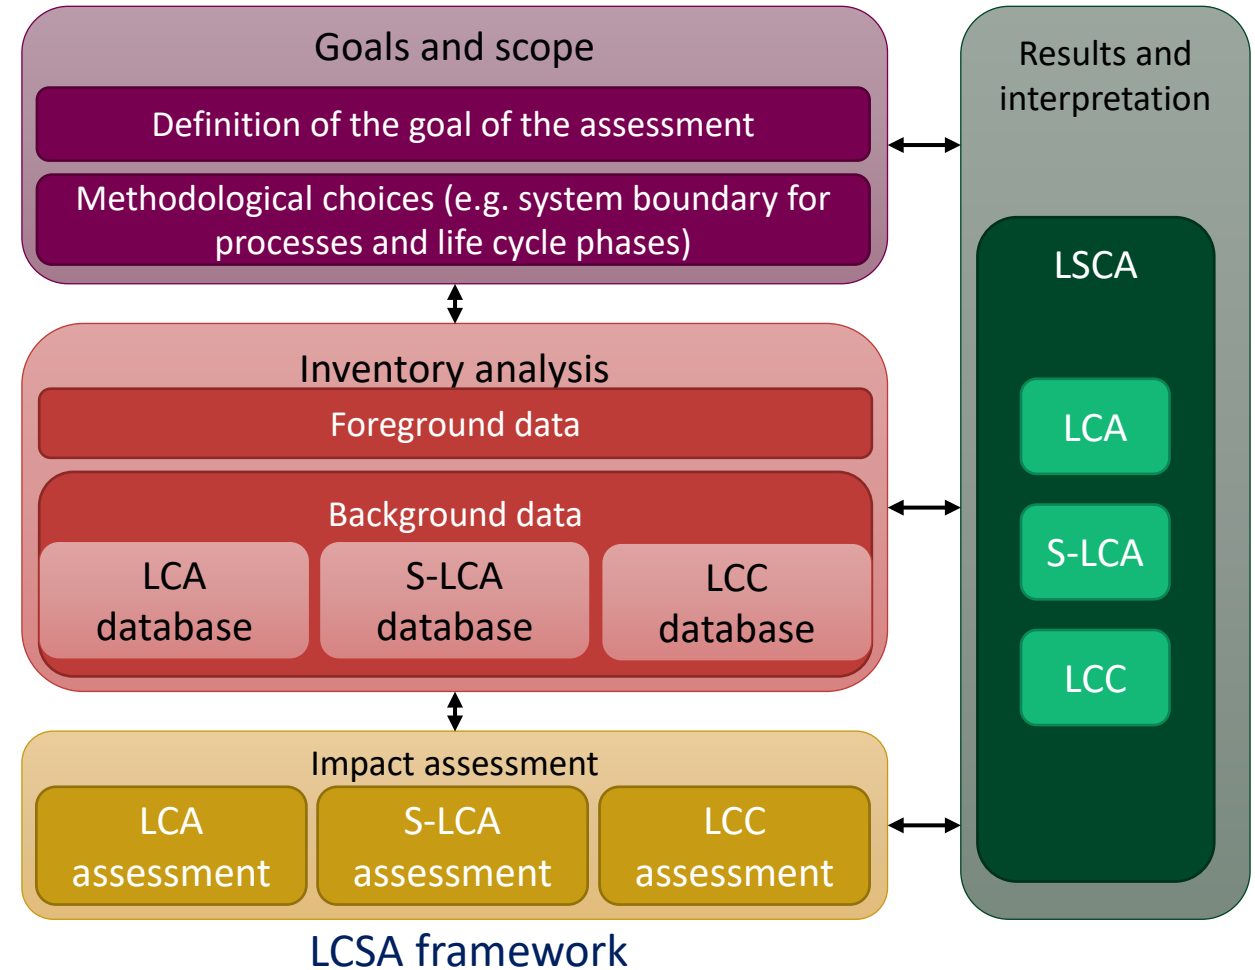 Goals and scope
Definition of the goal of the assessment
Methodological choices (e.g. system boundary for
processes and life cycle phases)
Inventory analysis
Foreground data
Background data
LCA
database
S-LCA
database
LCC
database
Impact assessment
LCA
assessment
S-LCA
assessment
LCC
assessment
LCSA framework
Results and
interpretation
LSCA
LCA
S-LCA
LCC